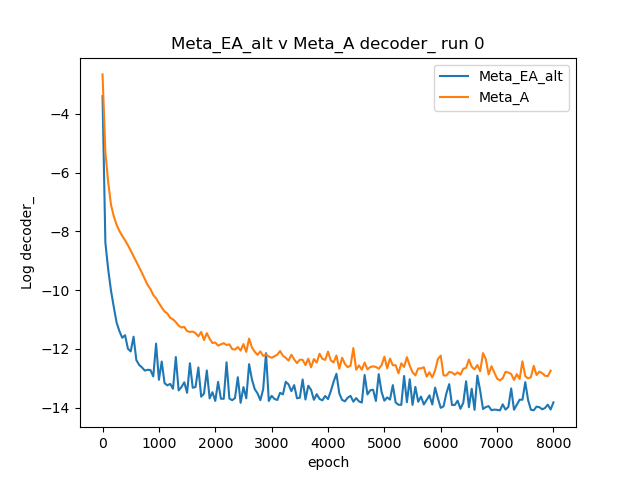 Meta_EA_alt v Meta_A decoder_ run 0
Meta_EA_alt
Meta_A
Log decoder_
−4
−6
−8
−10
−12
−14
0 1000 2000 3000 4000 5000 6000 7000 8000
epoch